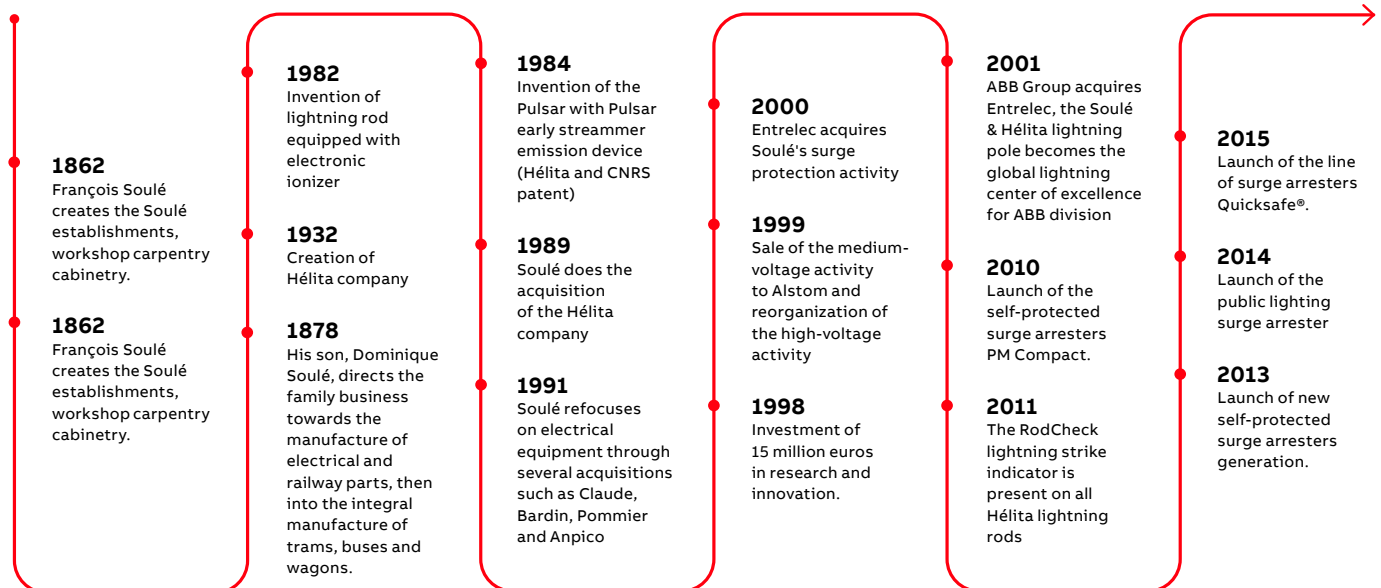 1862
François Soulé
creates the Soulé
establishments,
workshop carpentry
cabinetry.
1862
François Soulé
creates the Soulé
establishments,
workshop carpentry
cabinetry.
1982
Invention of
lightning rod
equipped with
electronic
ionizer
1932
Creation of
Hélita company
1878
His son, Dominique
Soulé, directs the
family business
towards the
manufacture of
electrical and
railway parts, then
into the integral
manufacture of
trams, buses and
wagons.
1984
Invention of the
Pulsar with Pulsar
early streammer
emission device
(Hélita and CNRS
patent)
1989
Soulé does the
acquisition
of the Hélita
company
1991
Soulé refocuses
on electrical
equipment through
several acquisitions
such as Claude,
Bardin, Pommier
and Anpico
2000
Entrelec acquires
Soulé's surge
protection activity
1999
Sale of the medium-
voltage activity
to Alstom and
reorganization of
the high-voltage
activity
1998
Investment of
15 million euros
in research and
innovation.
2001
ABB Group acquires
Entrelec, the Soulé
& Hélita lightning
pole becomes the
global lightning
center of excellence
for ABB division
2010
Launch of the
self-protected
surge arresters
PM Compact.
2011
The RodCheck
lightning strike
indicator is
present on all
Hélita lightning
rods
2015
Launch of the line
of surge arresters
Quicksafe®.
2014
Launch of the
public lighting
surge arrester
2013
Launch of new
self-protected
surge arresters
generation.